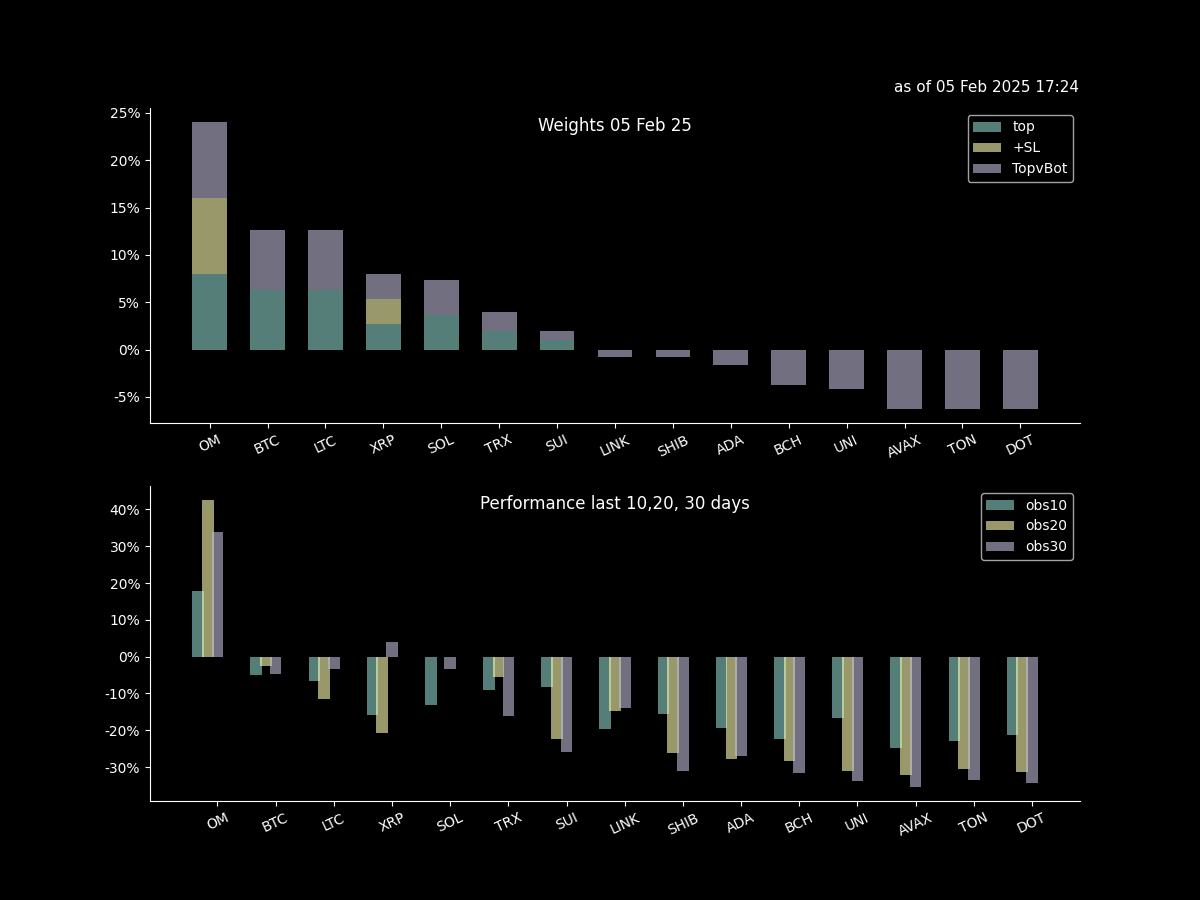 as of 05 Feb 2025 17:24
Weights 05 Feb 25
top
+SL
TopvBot
25%
20%
15%
10%
5%
0%
-5%
OM BTC LTC XRP SOL TRX SUI LINK SHIB ADA BCH UNI AVAX TON DOT
Performance last 10,20, 30 days
obs10
obs20
obs30
40%
30%
20%
10%
0%
-10%
-20%
-30%
OM BTC LTC XRP SOL TRX SUI LINK SHIB ADA BCH UNI AVAX TON DOT